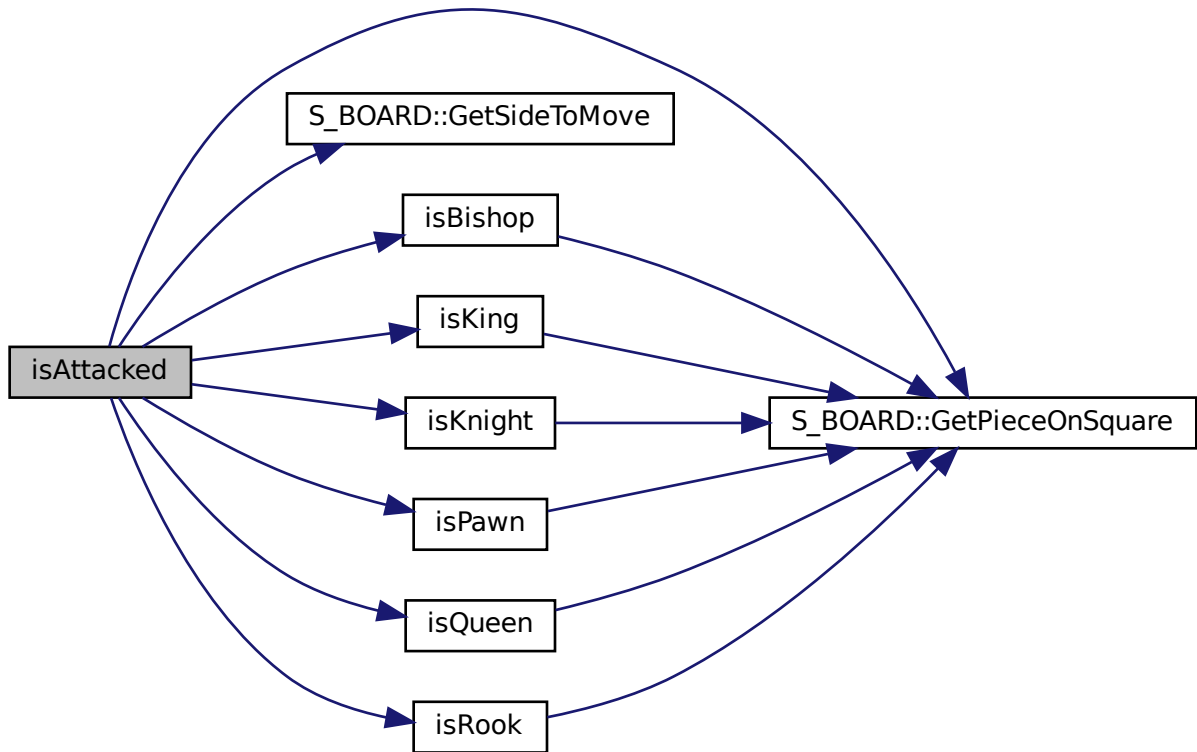 S_BOARD::GetSideToMove
isBishop
isKing
isAttacked
isKnight
S_BOARD::GetPieceOnSquare
isPawn
isQueen
isRook